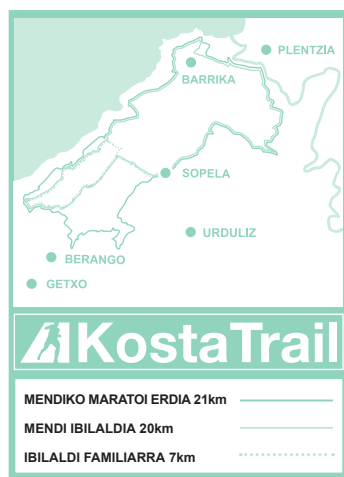 PLENTZIA
BARRIKA
SOPELA
URDULIZ
BERANGO
GETXO
KostaTrail
MENDIKO MARATOI ERDIA 21km
MENDI IBILALDIA 20km
IBILALDI FAMILIARRA 7km